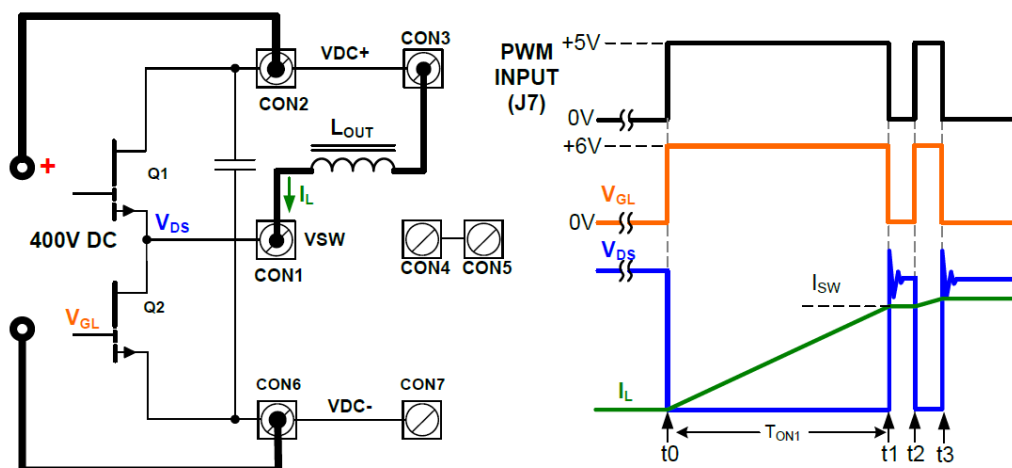 CON2
VDC+
CON3
LOUT
+
Q1
IL
400V DC
VDS
VSW
CON1
CON4
CON5
Q2
VGL
CON6
VDC-
CON7
PWM
INPUT
(J7)
+5V
0V
+6V
VGL
0V
VDS
ISW
IL
TON1
t0
t1
t2
t3